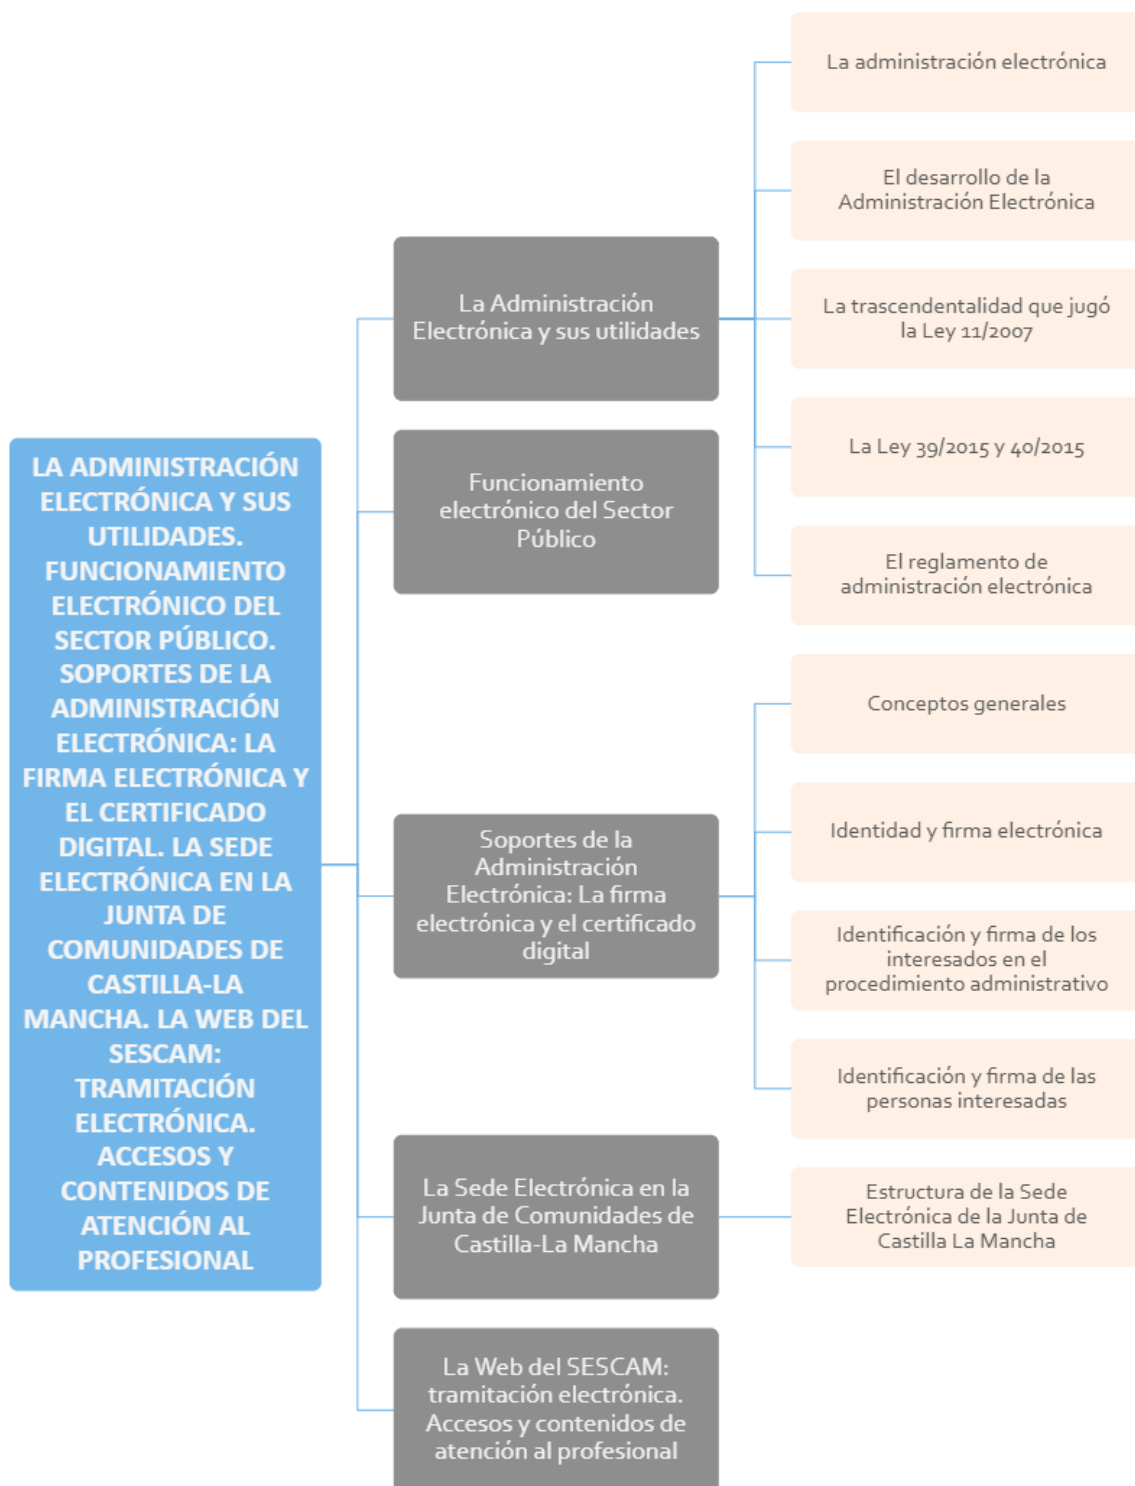 LA ADMINISTRACIÓN
ELECTRÓNICA Y SUS
UTILIDADES.
FUNCIONAMIENTO
ELECTRÓNICO DEL
SECTOR PÚBLICO.
SOPORTES DE LA
ADMINISTRACIÓN
ELECTRÓNICA: LA
FIRMA ELECTRÓNICA Y
EL CERTIFICADO
DIGITAL. LA SEDE
ELECTRÓNICA EN LA
JUNTA DE
COMUNIDADES DE
CASTILLA-LA
MANCHA. LA WEB DEL
SESCAM:
TRAMITACIÓN
ELECTRÓNICA.
ACCESOS Y
CONTENIDOS DE
ATENCIÓN AL
PROFESIONAL
La Administración
Electrónica y sus utilidades
La administración electrónica
El desarrollo de la
Administración Electrónica
La trascendentalidad que jugó
la Ley 11/2007
La Ley 39/2015 y 40/2015
El reglamento de
administración electrónica
Funcionamiento
electrónico del Sector
Público
Soportes de la
Administración
Electrónica: La firma
electrónica y el certificado
digital
Conceptos generales
Identidad y firma electrónica
Identificación y firma de los
interesados en el
procedimiento administrativo
Identificación y firma de las
personas interesadas
La Sede Electrónica en la
Junta de Comunidades de
Castilla-La Mancha
Estructura de la Sede
Electrónica de la Junta de
Castilla La Mancha
La Web del SESCAM:
tramitación electrónica.
Accesos y contenidos de
atención al profesional